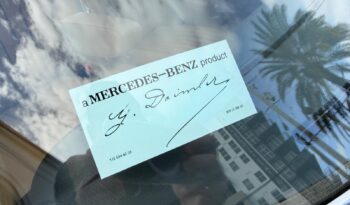 a MERCEDES-BENZ product
G. Daimler